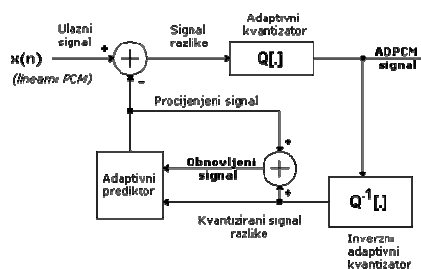 Ulazni
signal
x(n)
(linearni PCM)
Signal
razlike
Adaptivni
kvantizator
Q[.]
ADPCM
signal
Procijenjeni signal
Obnovljeni
signal
Adaptivni
prediktor
Kvantizirani signal
razlike
Q-1[.]
Inverzni
adaptivni
kvantizator